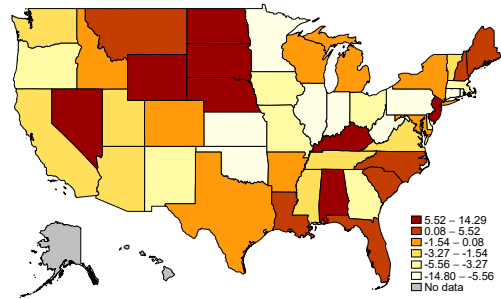 5.52 – 14.29
0.08 – 5.52
-1.54 – 0.08
-3.27 – -1.54
-5.56 – -3.27
-14.80 – -5.56
No data